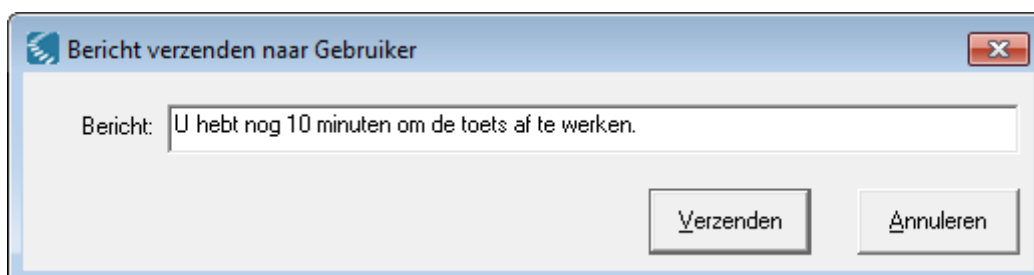 Bericht verzenden naar Gebruiker
Bericht: U hebt nog 10 minuten om de toets af te werken.
Verzenden Annuleren